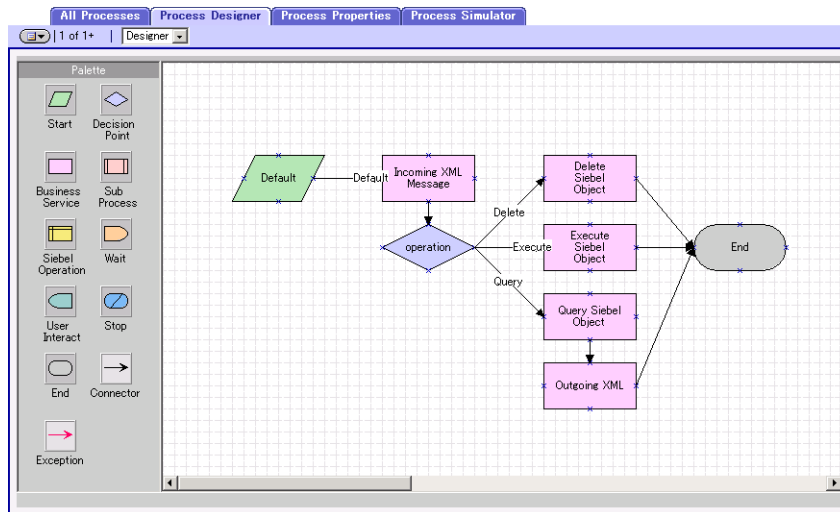 All Processes Process Designer Process Properties Process Simulator
1 of 1+ Designer
Palette
Start
Decision
Point
Business
Service
Sub
Process
Siebel
Operation
Wait
User
Interact
Stop
End
Connector
Exception
Default
Default
Incoming XML
Message
operation
Delete
Execute
Query
Delete
Siebel
Object
Execute
Siebel
Object
Query Siebel
Object
Outgoing XML
End